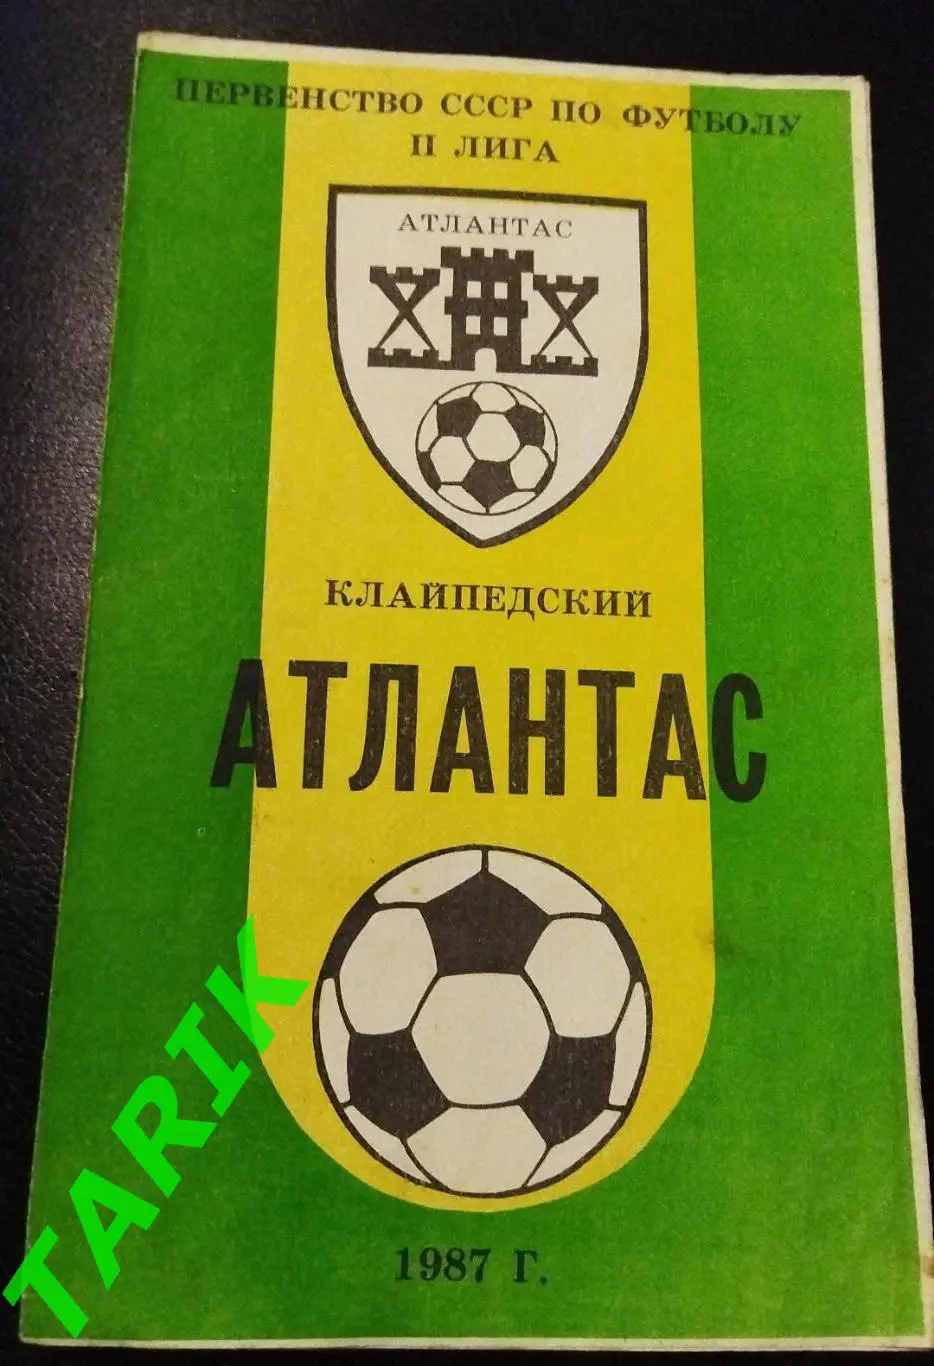 ПЕРВЕНСТВО СССР ПО ФУТБОЛУ
II ЛИГА
АТЛАНТАС
КЛАЙПЕДСКИЙ
АТЛАНТАС
TARIK
1987 Г.